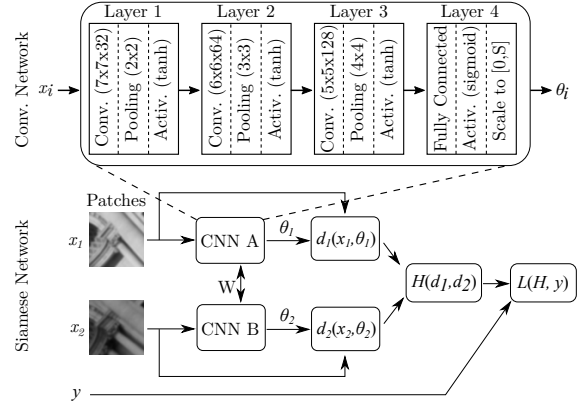 Layer 1 Layer 2 Layer 3 Layer 4
Conv. Network
x_i
Conv. (7x7x32)
Pooling (2x2)
Activ. (tanh)
Conv. (6x6x64)
Pooling (3x3)
Activ. (tanh)
Conv. (5x5x128)
Pooling (4x4)
Activ. (tanh)
Fully Connected
Activ. (sigmoid)
Scale to [0,S]
θ_i
Siamese Network
Patches
x_1 CNN A θ_1 d_1(x_1,θ_1)
W H(d_1,d_2) L(H, y)
x_2 CNN B θ_2 d_2(x_2,θ_2)
y